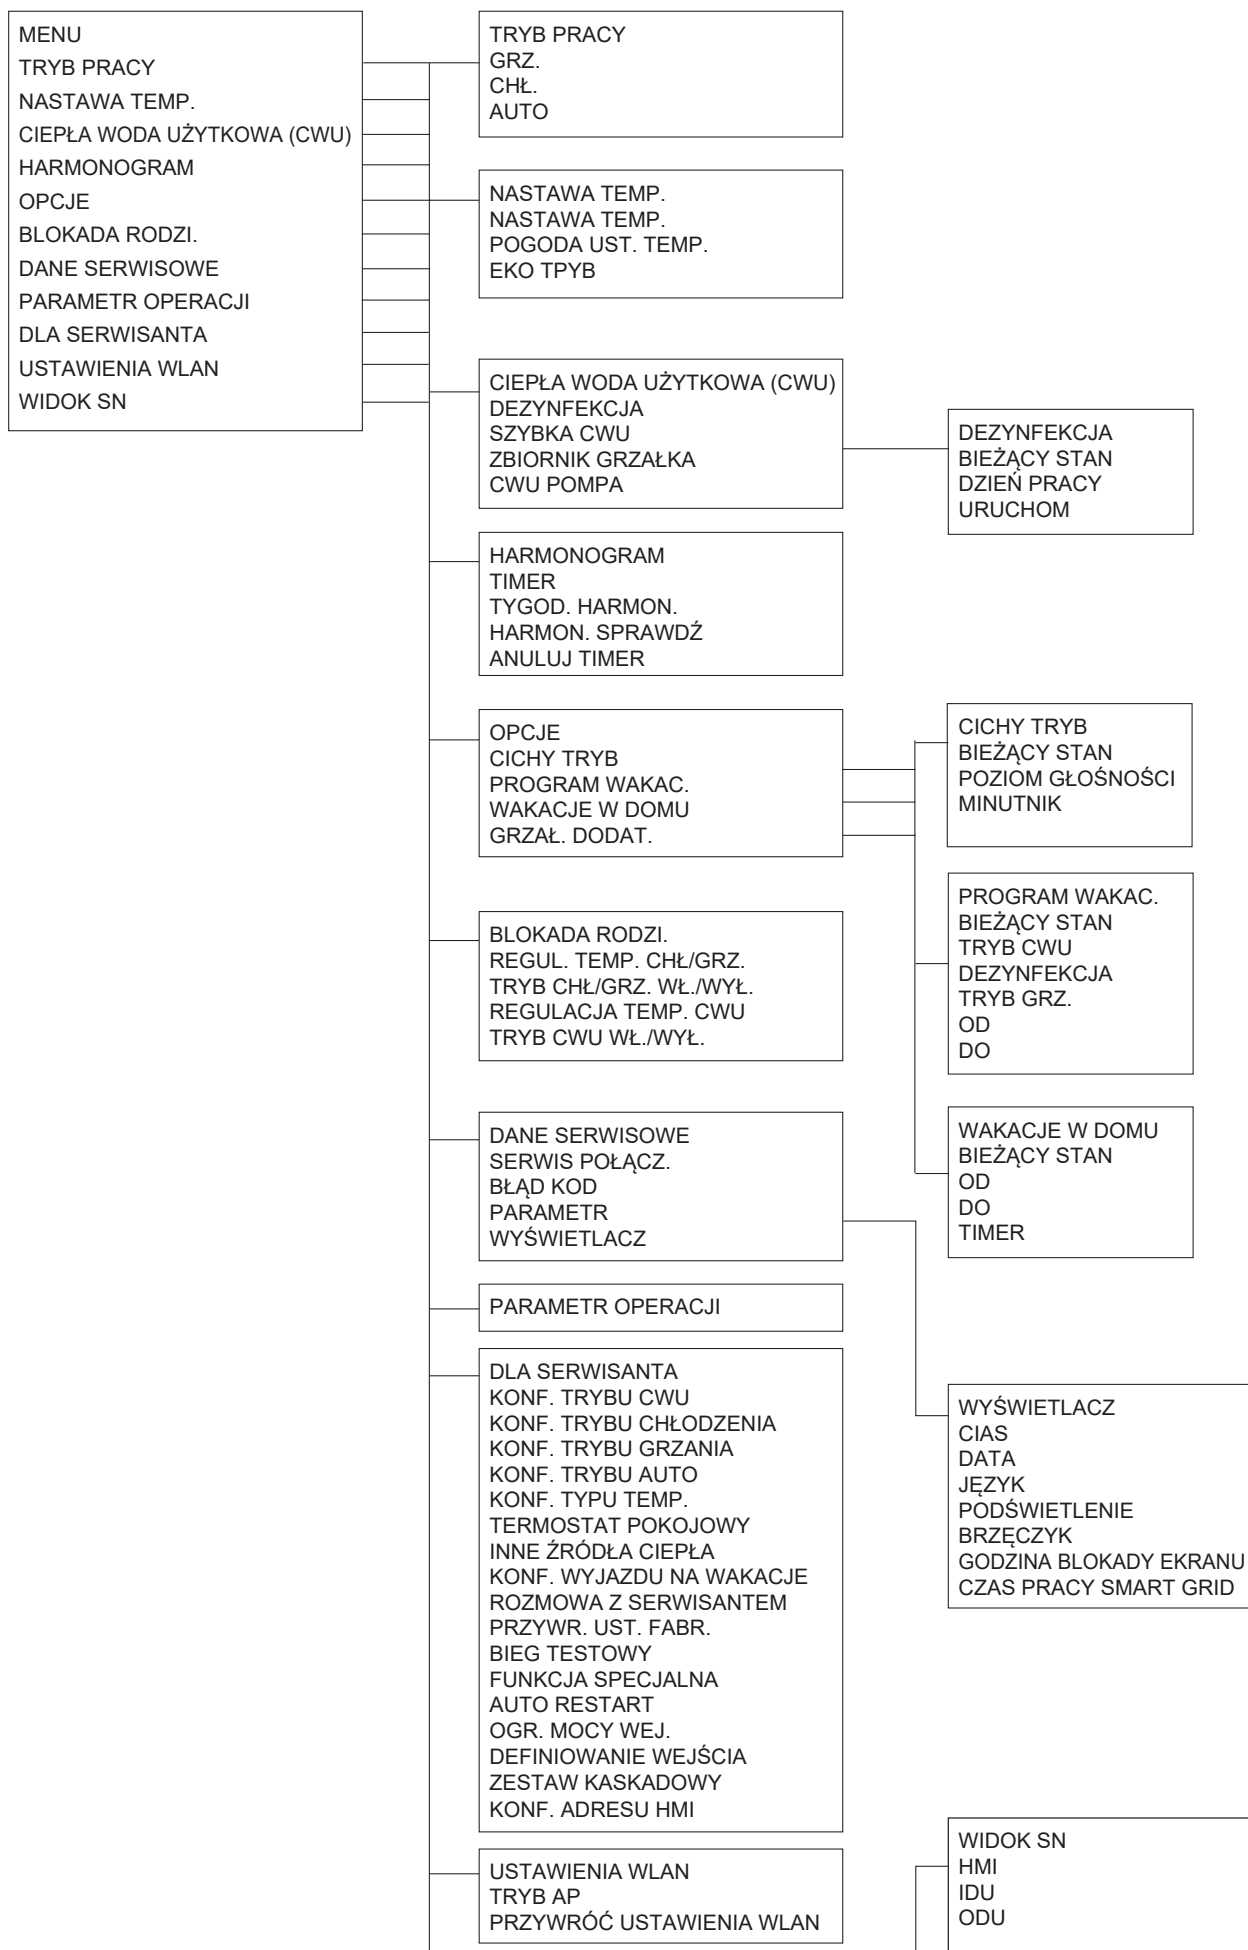 MENU
TRYB PRACY
NASTAWA TEMP.
CIEPŁA WODA UŻYTKOWA (CWU)
HARMONOGRAM
OPCJE
BLOKADA RODZI.
DANE SERWISOWE
PARAMETR OPERACJI
DLA SERWISANTA
USTAWIENIA WLAN
WIDOK SN
TRYB PRACY
GRZ.
CHŁ.
AUTO
NASTAWA TEMP.
NASTAWA TEMP.
POGODA UST. TEMP.
EKO TPYB
CIEPŁA WODA UŻYTKOWA (CWU)
DEZYNFEKCJA
SZYBKA CWU
ZBIORNIK GRZAŁKA
CWU POMPA
DEZYNFEKCJA
BIEŻĄCY STAN
DZIEŃ PRACY
URUCHOM
HARMONOGRAM
TIMER
TYGOD. HARMON.
HARMON. SPRAWDŹ
ANULUJ TIMER
OPCJE
CICHY TRYB
PROGRAM WAKAC.
WAKACJE W DOMU
GRZAŁ. DODAT.
CICHY TRYB
BIEŻĄCY STAN
POZIOM GŁOŚNOŚCI
MINUTNIK
PROGRAM WAKAC.
BIEŻĄCY STAN
TRYB CWU
DEZYNFEKCJA
TRYB GRZ.
OD
DO
WAKACJE W DOMU
BIEŻĄCY STAN
OD
DO
TIMER
BLOKADA RODZI.
REGUL. TEMP. CHŁ/GRZ.
TRYB CHŁ/GRZ. WŁ./WYŁ.
REGULACJA TEMP. CWU
TRYB CWU WŁ./WYŁ.
DANE SERWISOWE
SERWIS POŁĄCZ.
BŁĄD KOD
PARAMETR
WYŚWIETLACZ
WYŚWIETLACZ
CIAS
DATA
JĘZYK
PODŚWIETLENIE
BRZĘCZYK
GODZINA BLOKADY EKRANU
CZAS PRACY SMART GRID
PARAMETR OPERACJI
DLA SERWISANTA
KONF. TRYBU CWU
KONF. TRYBU CHŁODZENIA
KONF. TRYBU GRZANIA
KONF. TRYBU AUTO
KONF. TYPU TEMP.
TERMOSTAT POKOJOWY
INNE ŹRÓDŁA CIEPŁA
KONF. WYJAZDU NA WAKACJE
ROZMOWA Z SERWISANTEM
PRZYWR. UST. FABR.
BIEG TESTOWY
FUNKCJA SPECJALNA
AUTO RESTART
OGR. MOCY WEJ.
DEFINIOWANIE WEJŚCIA
ZESTAW KASKADOWY
KONF. ADRESU HMI
USTAWIENIA WLAN
TRYB AP
PRZYWRÓĆ USTAWIENIA WLAN
WIDOK SN
HMI
IDU
ODU